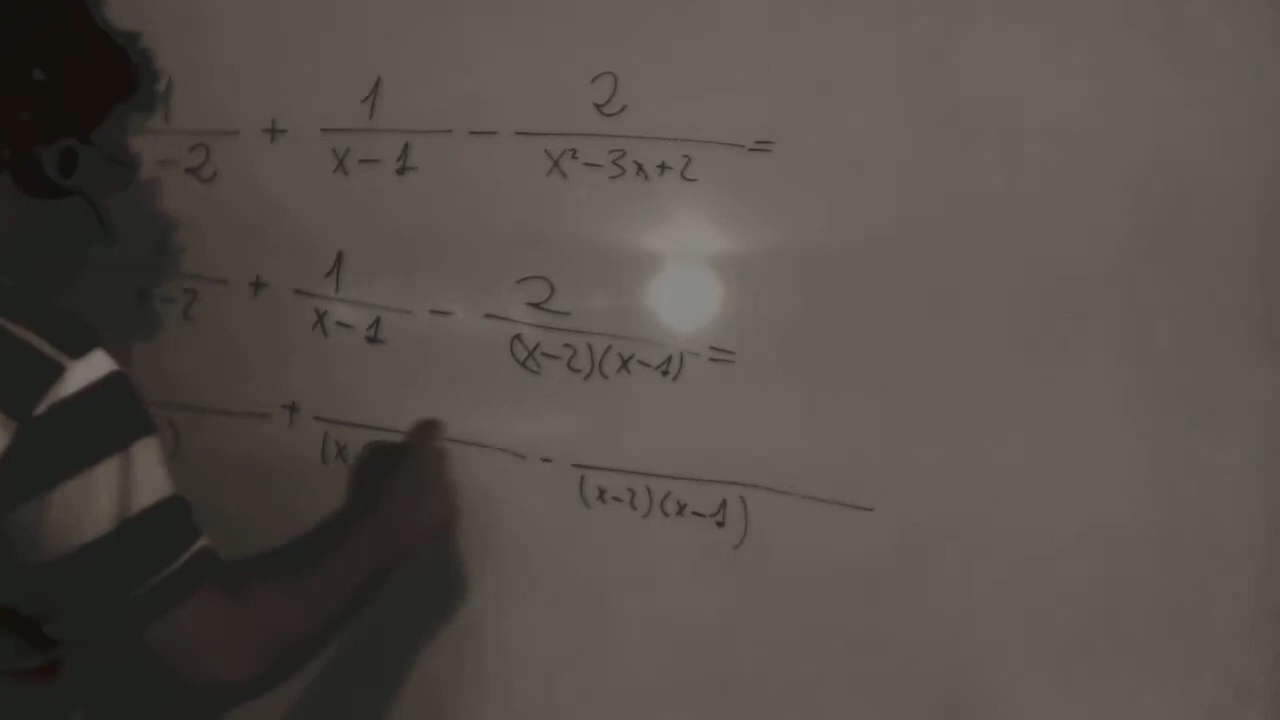 1/-2 + 1/x-1 - 2/x²-3x+2 =
-2 + 1/x-1 - 2/(x-2)(x-1) =
) + /(x - /(x-2)(x-1)